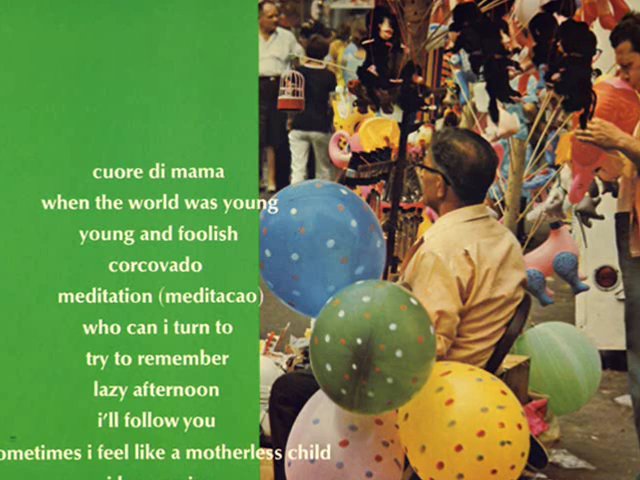 cuore di mama
when the world was young
young and foolish
corcovado
meditation (meditacao)
who can i turn to
try to remember
lazy afternoon
i'll follow you
ometimes i feel like a motherless child